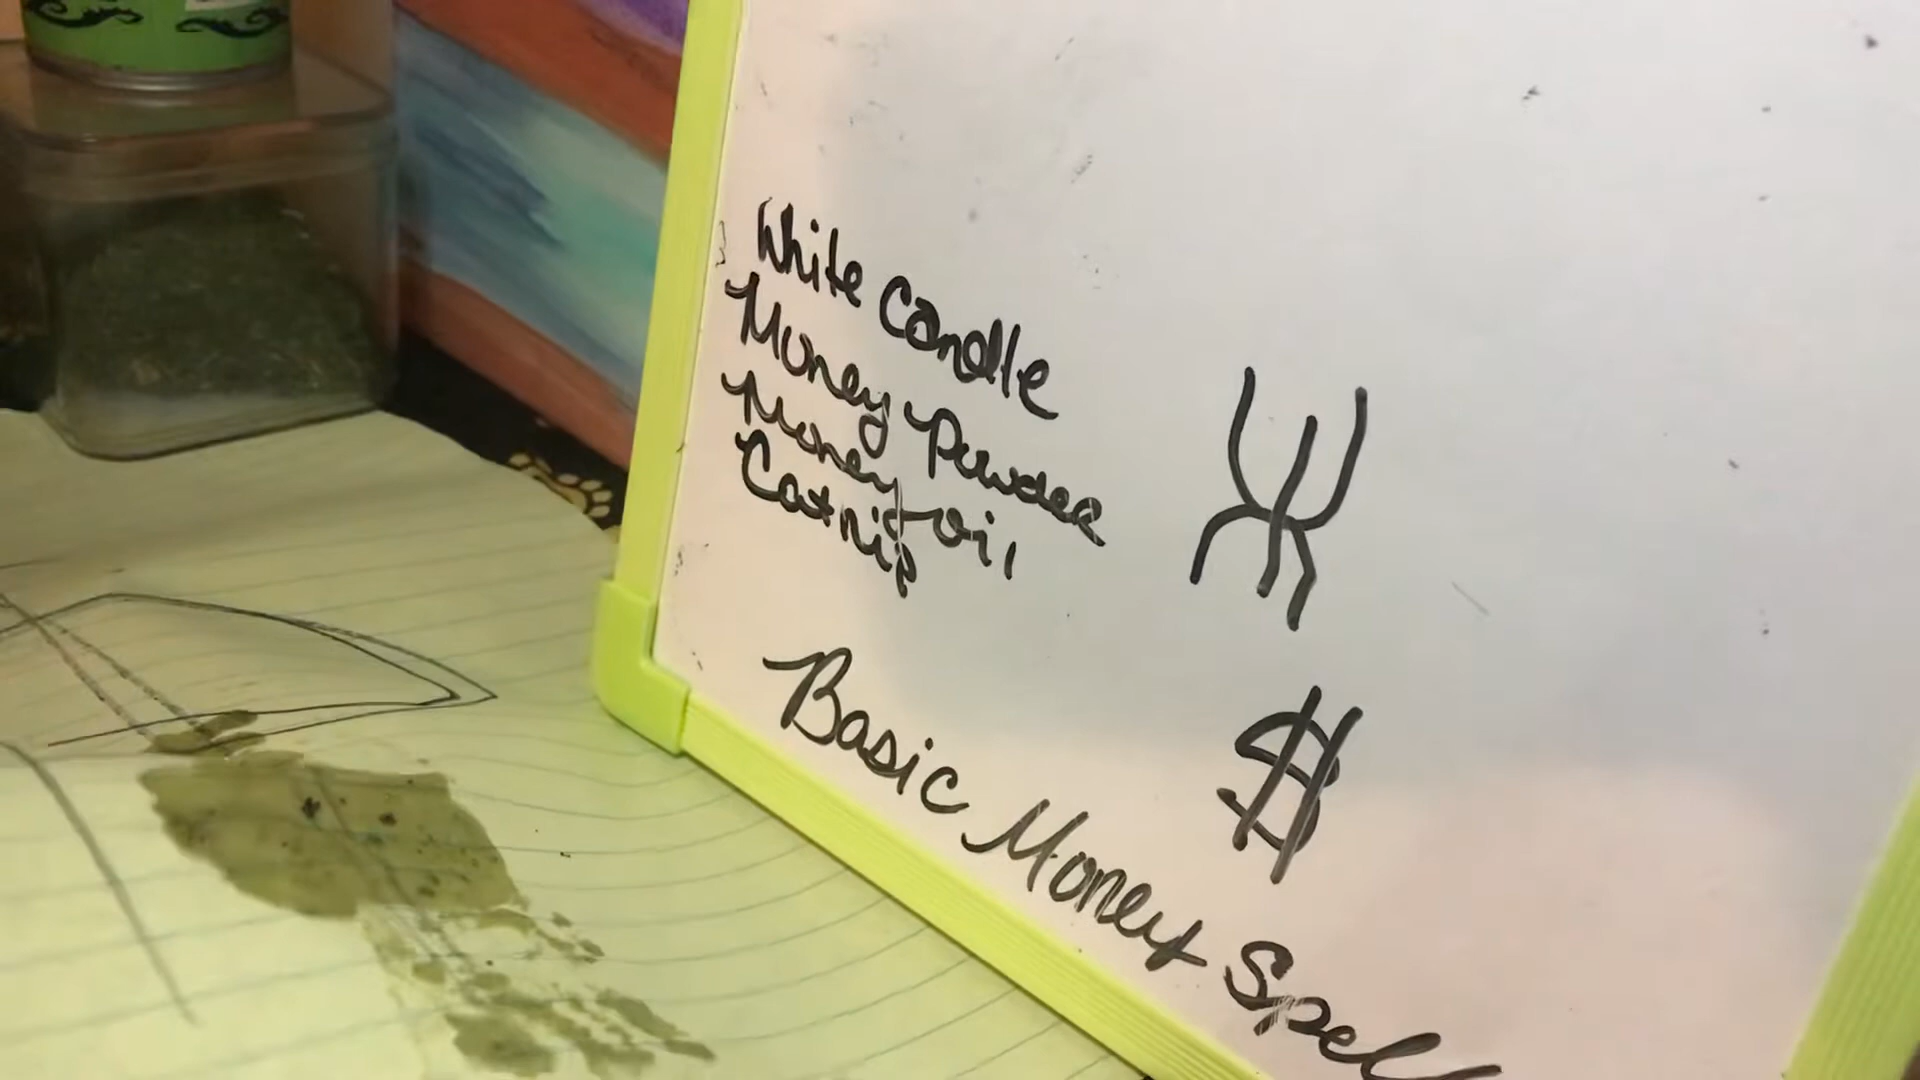 White Candle
Money Powder
Money Oil
Catnip
$
Basic Money Spell